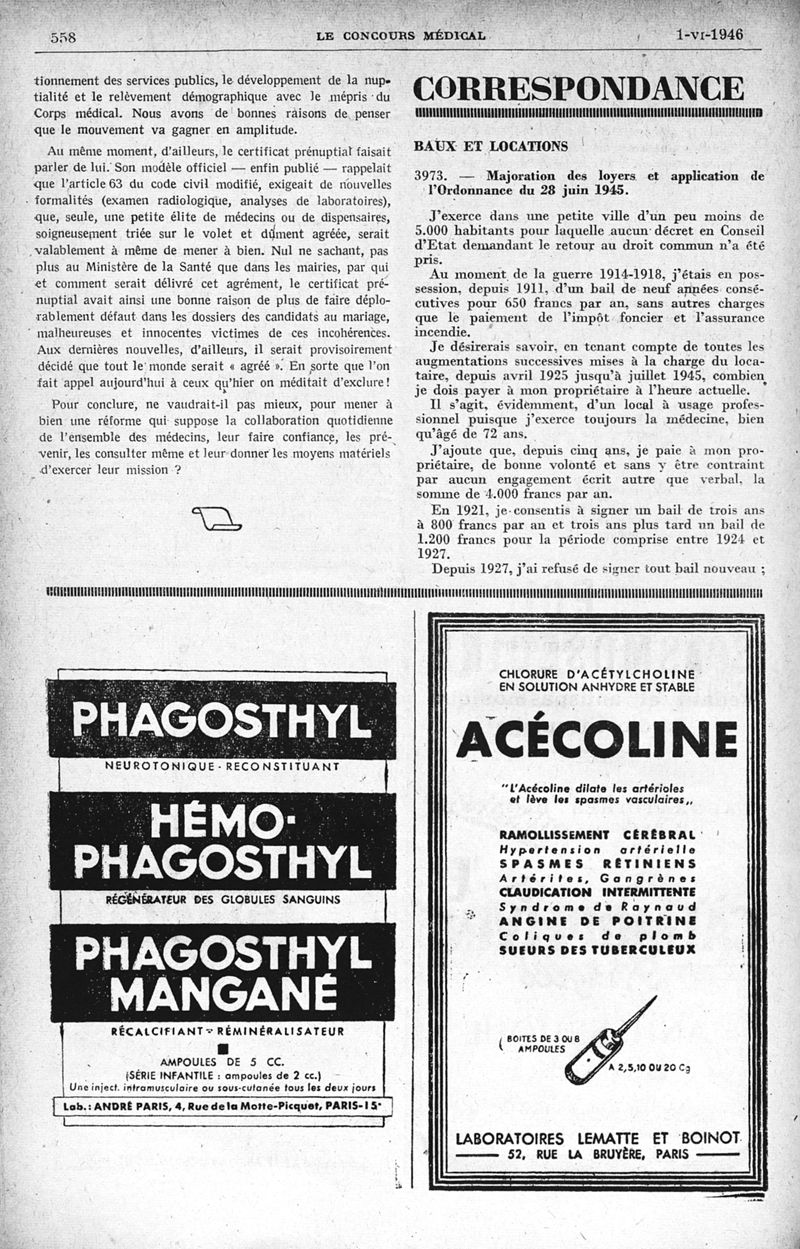 558
LE CONCOURS MÉDICAL
1-VI-1946
tionnement des services publics, le développement de la nup-
tialité et le relèvement démographique avec le mépris du
Corps médical. Nous avons de bonnes raisons de penser
que le mouvement va gagner en amplitude.
Au même moment, d'ailleurs, le certificat prénuptial faisait
parler de lui. Son modèle officiel — enfin publié — rappelait
que l'article 63 du code civil modifié, exigeait de nouvelles
formalités (examen radiologique, analyses de laboratoires),
que, seule, une petite élite de médecins ou de dispensaires,
soigneusement triée sur le volet et dûment agréée, serait
valablement à même de mener à bien. Nul ne sachant, pas
plus au Ministère de la Santé que dans les mairies, par qui
et comment serait délivré cet agrément, le certificat pré-
nuptial avait ainsi une bonne raison de plus de faire déplo-
rablement défaut dans les dossiers des candidats au mariage,
malheureuses et innocentes victimes de ces incohérences.
Aux dernières nouvelles, d'ailleurs, il serait provisoirement
décidé que tout le monde serait « agréé ». En sorte que l'on
fait appel aujourd'hui à ceux qu'hier on méditait d'exclure !
Pour conclure, ne vaudrait-il pas mieux, pour mener à
bien une réforme qui suppose la collaboration quotidienne
de l'ensemble des médecins, leur faire confiance, les pré-
venir, les consulter même et leur donner les moyens matériels
d'exercer leur mission ?
CORRESPONDANCE
BAUX ET LOCATIONS
3973. — Majoration des loyers et application de
l'Ordonnance du 28 juin 1945.
J'exerce dans une petite ville d'un peu moins de
5.000 habitants pour laquelle aucun décret en Conseil
d'Etat demandant le retour au droit commun n'a été
pris.
Au moment de la guerre 1914-1918, j'étais en pos-
session, depuis 1911, d'un bail de neuf années consé-
cutives pour 650 francs par an, sans autres charges
que le paiement de l'impôt foncier et l'assurance
incendie.
Je désirerais savoir, en tenant compte de toutes les
augmentations successives mises à la charge du loca-
taire, depuis avril 1925 jusqu'à juillet 1945, combien
je dois payer à mon propriétaire à l'heure actuelle.
Il s'agit, évidemment, d'un local à usage profes-
sionnel puisque j'exerce toujours la médecine, bien
qu'âgé de 72 ans.
J'ajoute que, depuis cinq ans, je paie à mon pro-
priétaire, de bonne volonté et sans y être contraint
par aucun engagement écrit autre que verbal, la
somme de 4.000 francs par an.
En 1921, je consentis à signer un bail de trois ans
à 800 francs par an et trois ans plus tard un bail de
1.200 francs pour la période comprise entre 1924 et
1927.
Depuis 1927, j'ai refusé de signer tout bail nouveau ;
PHAGOSTHYL
NEUROTONIQUE - RECONSTITUANT
HÉMO-
PHAGOSTHYL
RÉGÉNÉRATEUR DES GLOBULES SANGUINS
PHAGOSTHYL
MANGANÉ
RÉCALCIFIANT - REMINÉRALISATEUR
AMPOULES DE 5 CC.
(SÉRIE INFANTILE : ampoules de 2 cc.)
Une inject. intramusculaire ou sous-cutanée tous les deux jours
Lab.: ANDRÉ PARIS, 4, Rue de la Motte-Picquet, PARIS-15e
CHLORURE D'ACÉTYLCHOLINE
EN SOLUTION ANHYDRE ET STABLE
ACÉCOLINE
"L'Acécoline dilate les artérioles
et lève les spasmes vasculaires„
RAMOLLISSEMENT CÉRÉBRAL
Hypertension artérielle
SPASMES RÉTINIENS
Artérites, Gangrènes
CLAUDICATION INTERMITTENTE
Syndrome de Raynaud
ANGINE DE POITRINE
Coliques de plomb
SUEURS DES TUBERCULEUX
BOITES DE 3 OU 8
AMPOULES
A 2,5,10 OU 20 Cg
LABORATOIRES LEMATTE ET BOINOT
52, RUE LA BRUYÈRE, PARIS